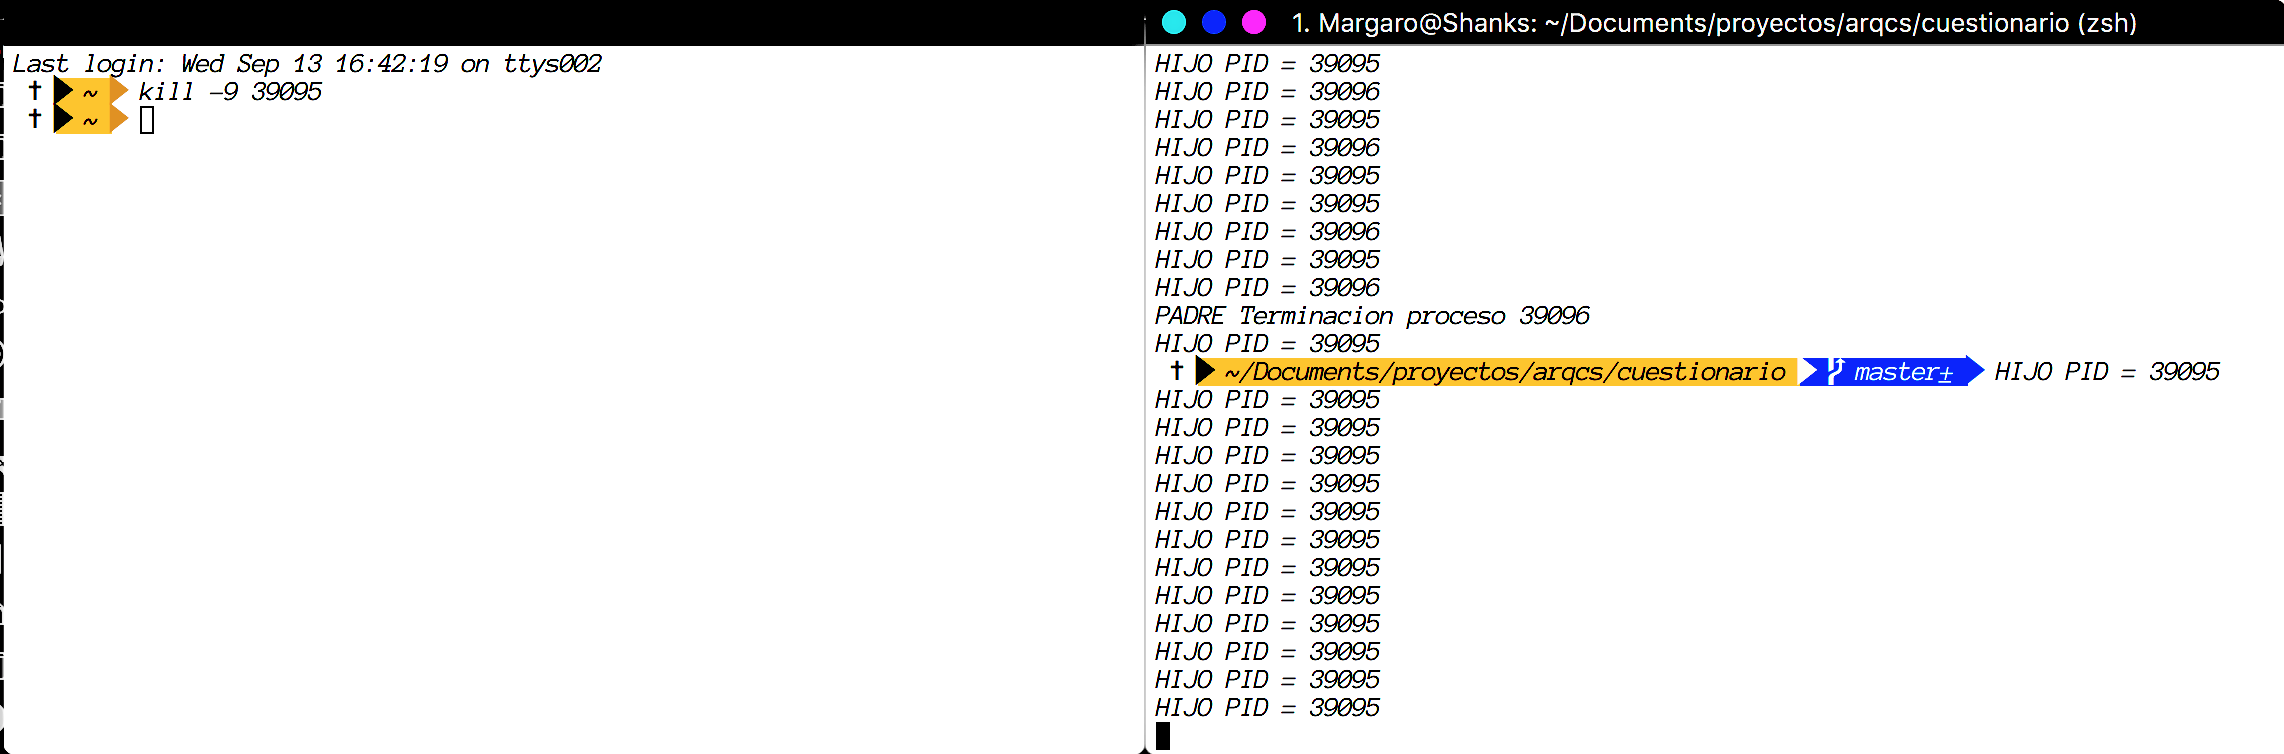 Last login: Wed Sep 13 16:42:19 on ttys002
† ~ kill -9 39095
† ~
1. Margaro@Shanks: ~/Documents/proyectos/arqcs/cuestionario (zsh)
HIJO PID = 39095
HIJO PID = 39096
HIJO PID = 39095
HIJO PID = 39096
HIJO PID = 39095
HIJO PID = 39095
HIJO PID = 39096
HIJO PID = 39095
HIJO PID = 39096
PADRE Terminacion proceso 39096
HIJO PID = 39095
† ~/Documents/proyectos/arqcs/cuestionario master± HIJO PID = 39095
HIJO PID = 39095
HIJO PID = 39095
HIJO PID = 39095
HIJO PID = 39095
HIJO PID = 39095
HIJO PID = 39095
HIJO PID = 39095
HIJO PID = 39095
HIJO PID = 39095
HIJO PID = 39095
HIJO PID = 39095
HIJO PID = 39095